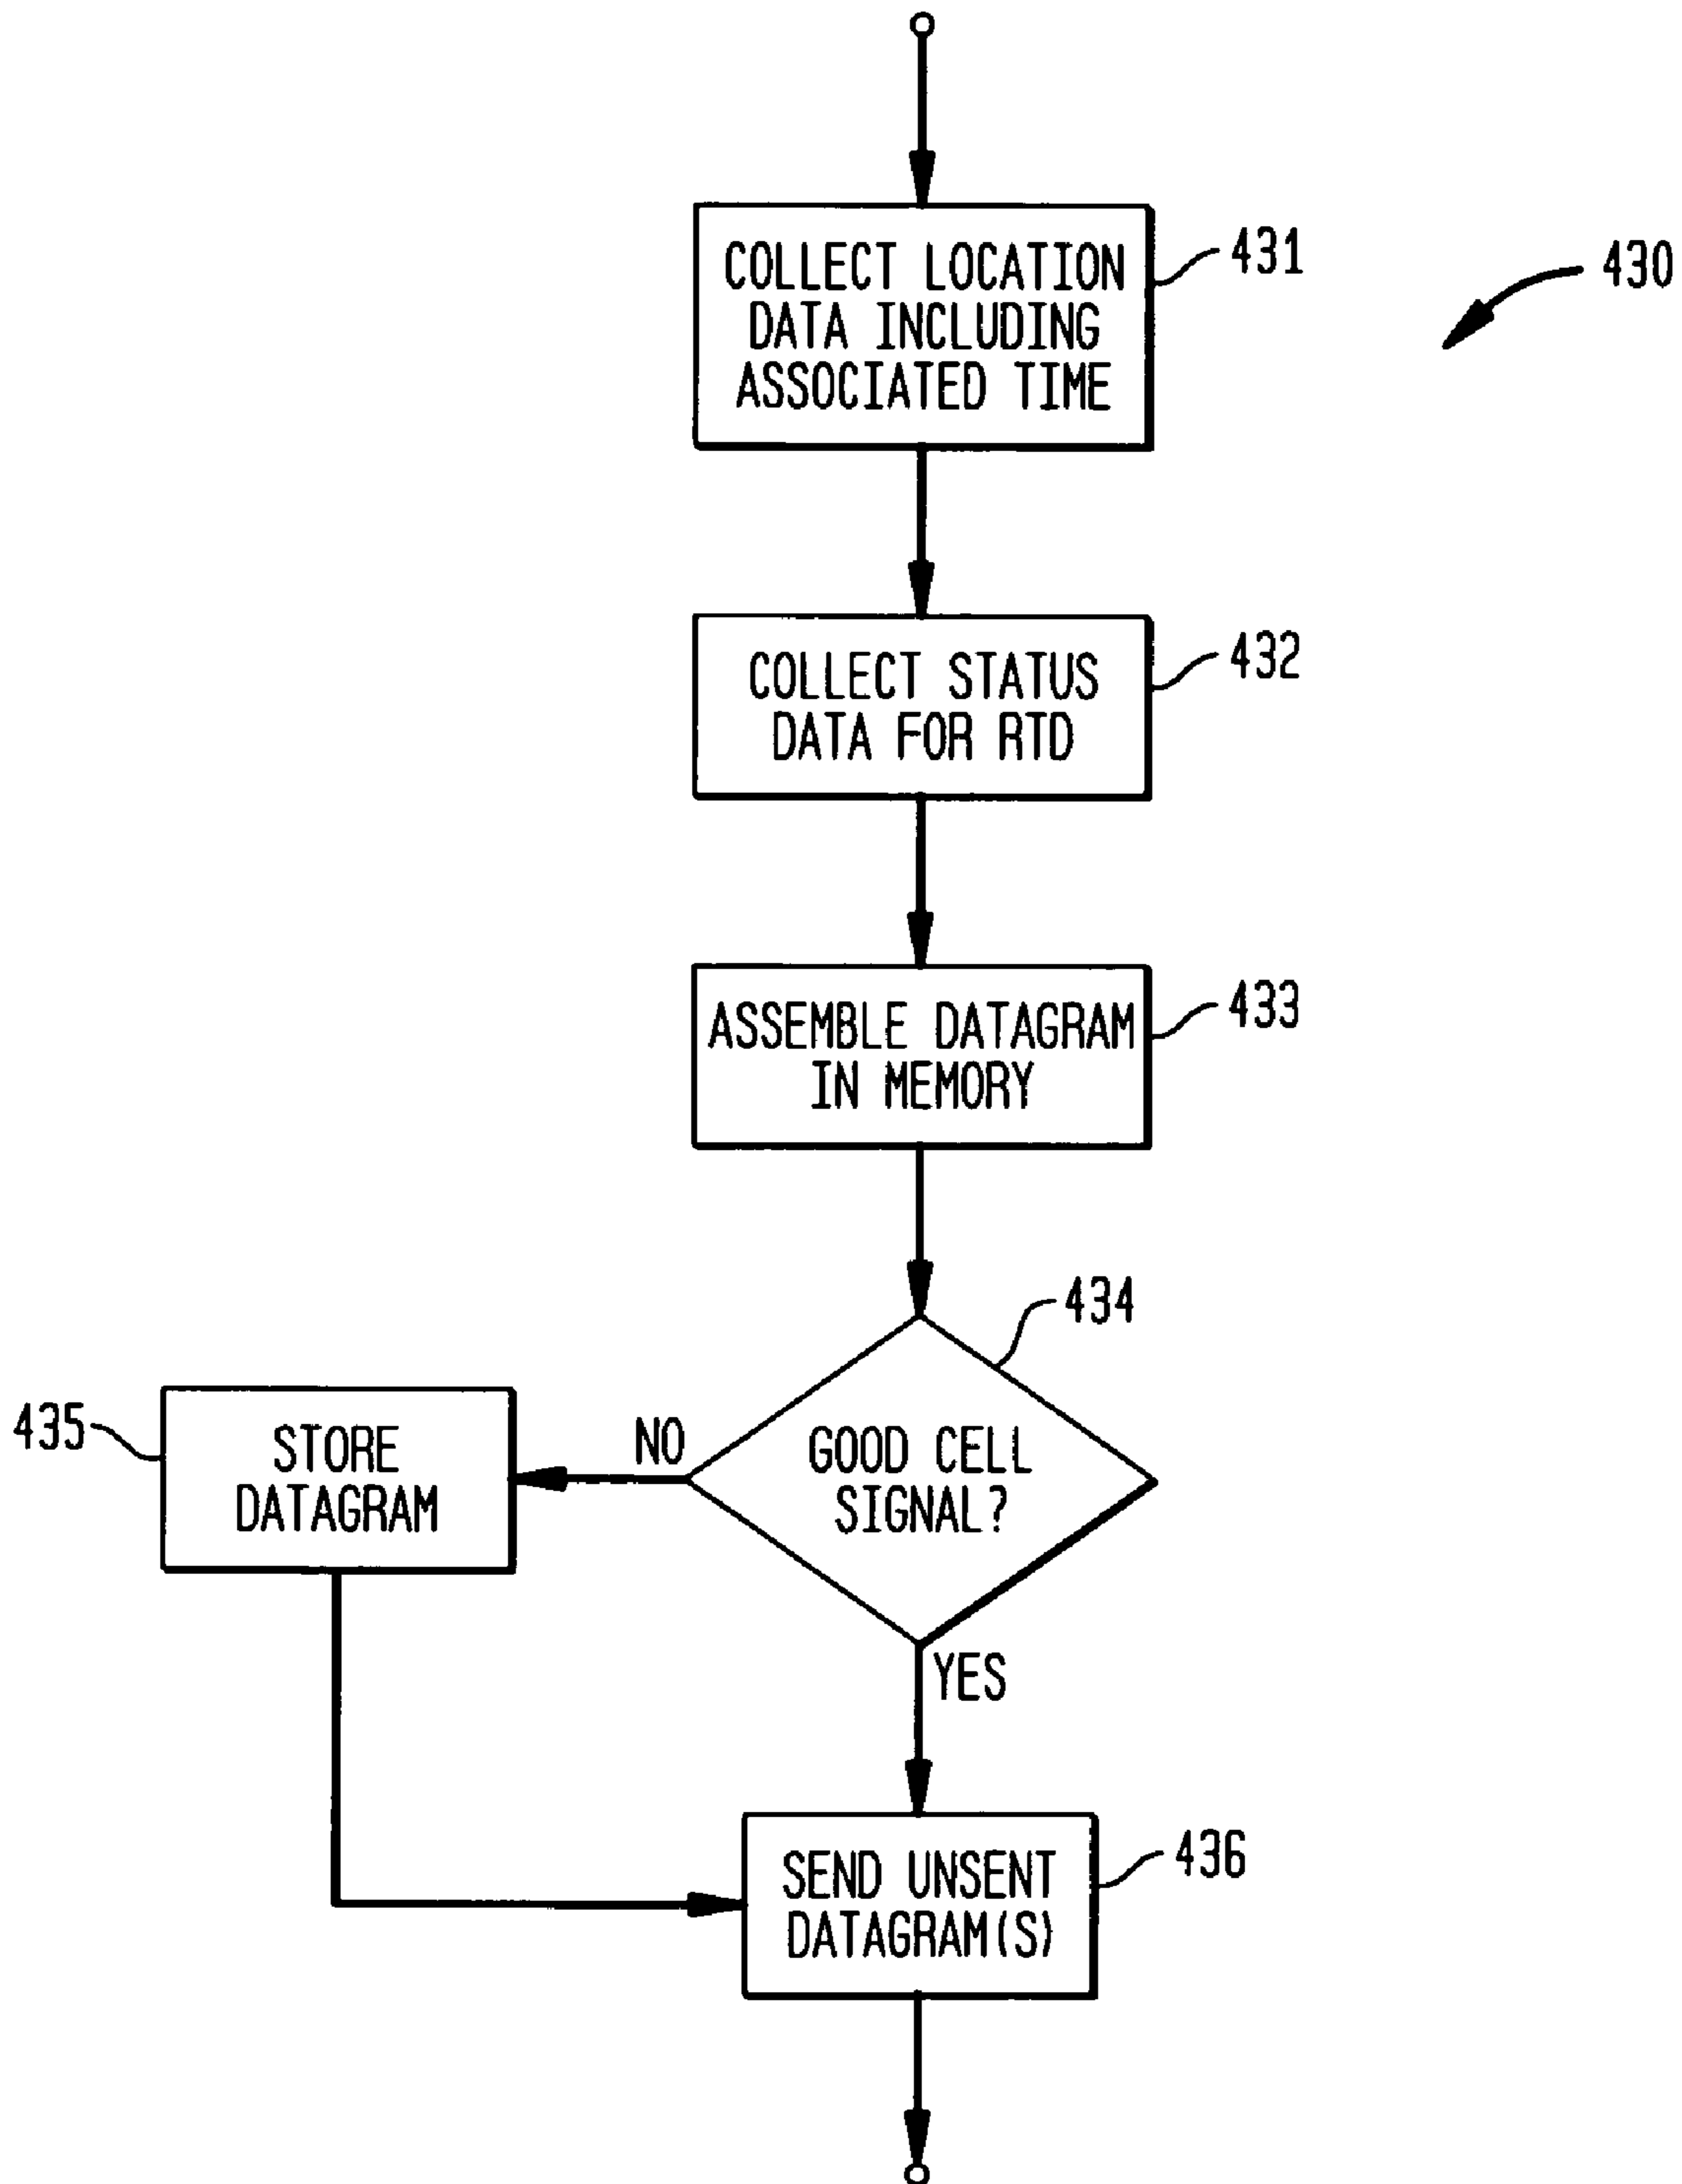 COLLECT LOCATION
DATA INCLUDING
ASSOCIATED TIME
431
430
COLLECT STATUS
DATA FOR RTD
432
ASSEMBLE DATAGRAM
IN MEMORY
433
434
GOOD CELL
SIGNAL?
NO
435
STORE
DATAGRAM
YES
SEND UNSENT
DATAGRAM(S)
436